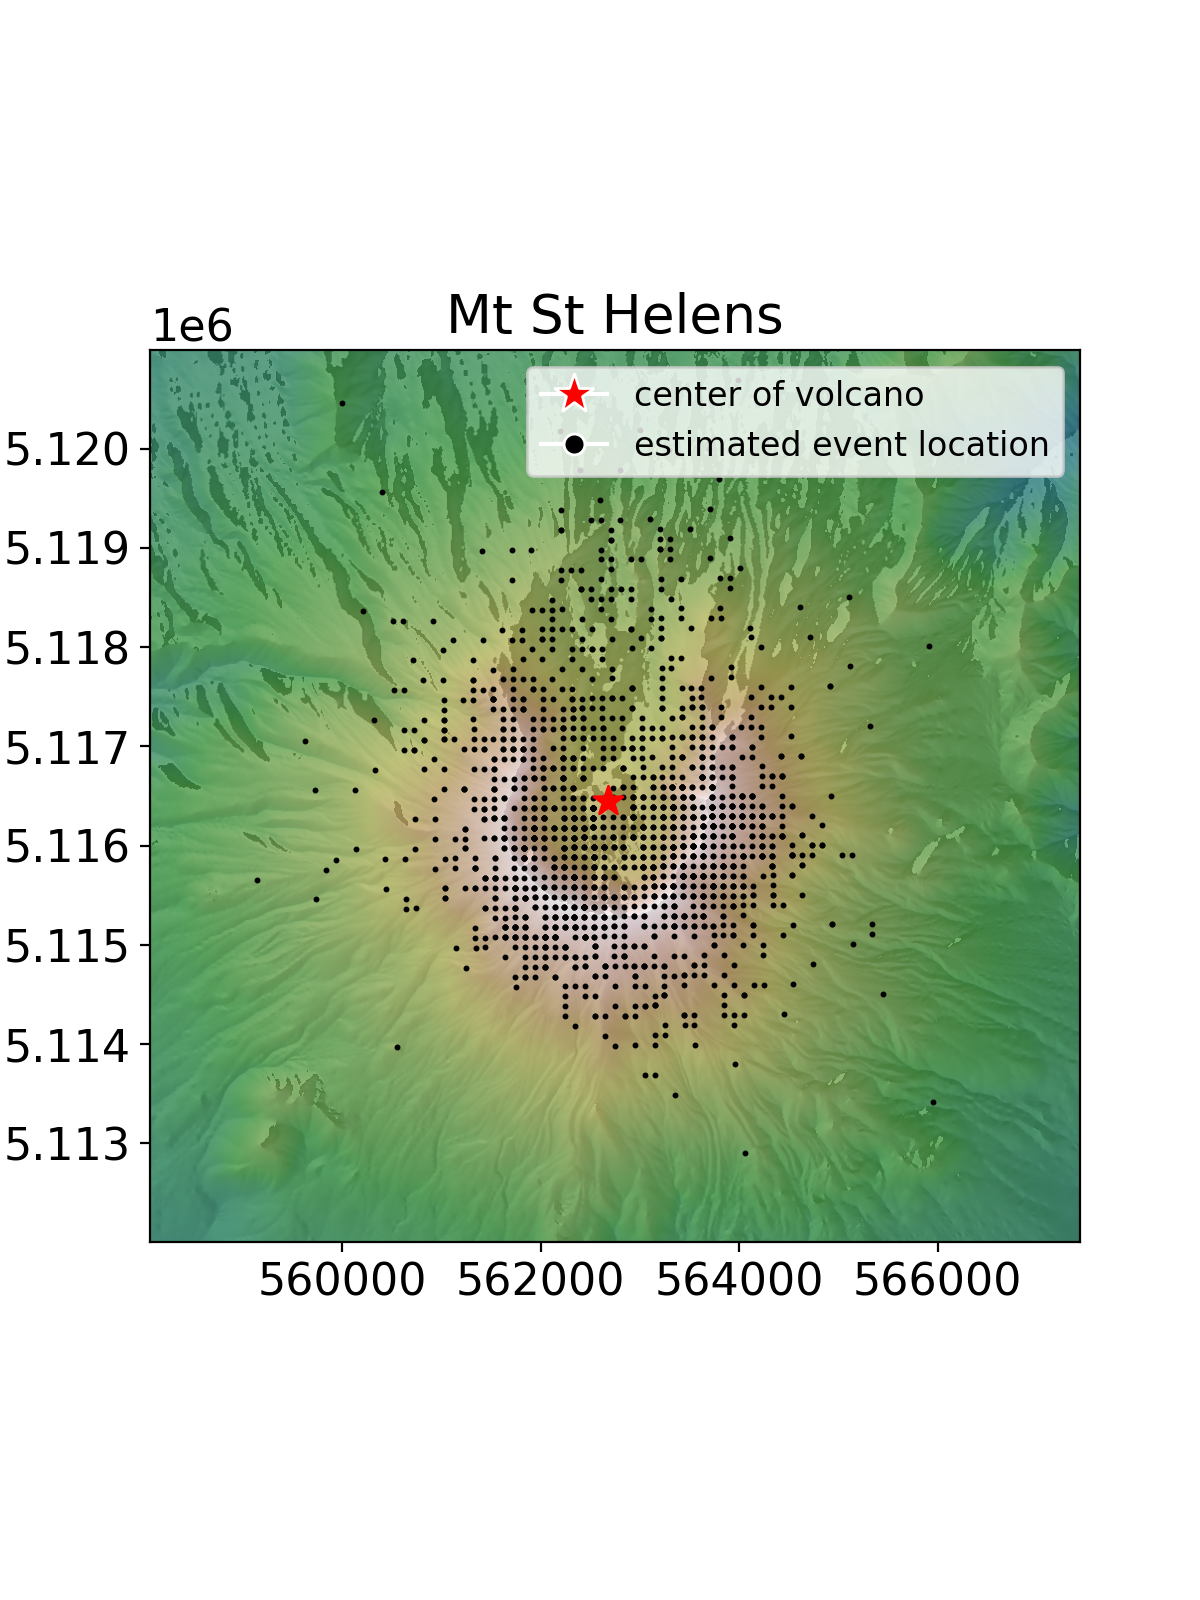 Mt St Helens
1e6
center of volcano
estimated event location
5.120
5.119
5.118
5.117
5.116
5.115
5.114
5.113
560000 562000 564000 566000